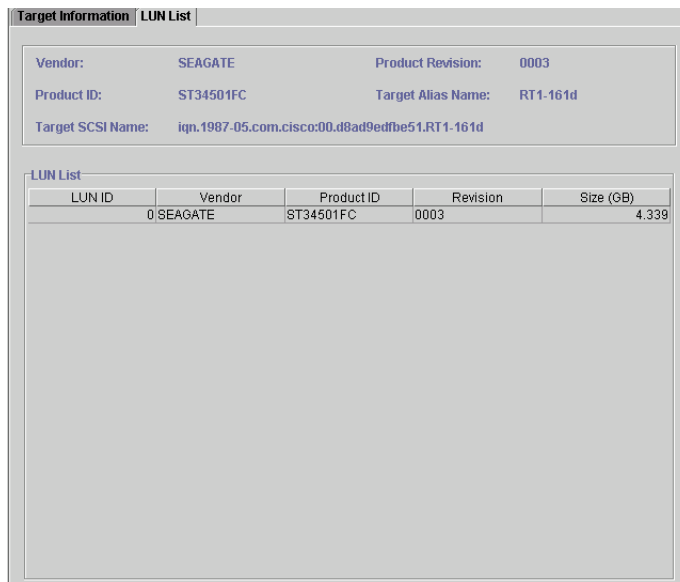 Target Information LUN List
Vendor: SEAGATE Product Revision: 0003
Product ID: ST34501FC Target Alias Name: RT1-161d
Target SCSI Name: iqn.1987-05.com.cisco:00.d8ad9edfbe51.RT1-161d
LUN List
LUN ID Vendor Product ID Revision Size (GB)
0 SEAGATE ST34501FC 0003 4.339